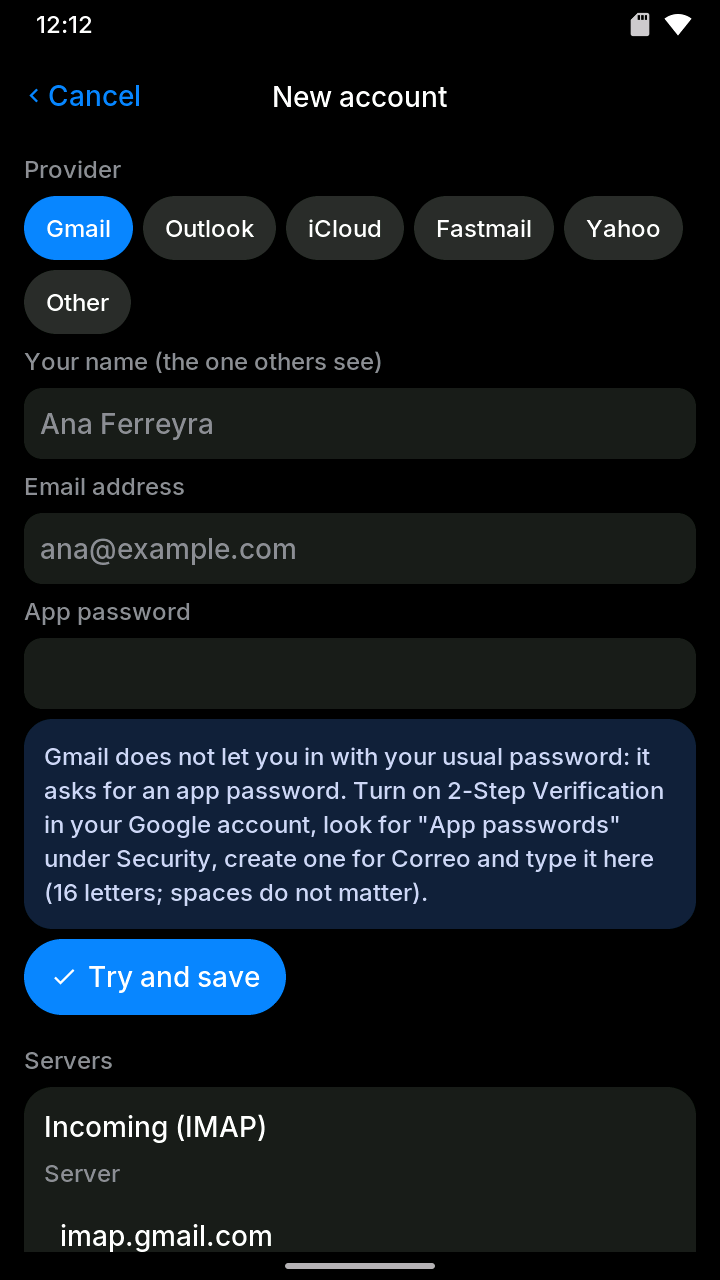 12:12
Cancel
New account
Provider
Gmail
Outlook
iCloud
Fastmail
Yahoo
Other
Your name (the one others see)
Ana Ferreyra
Email address
ana@example.com
App password
Gmail does not let you in with your usual password: it
asks for an app password. Turn on 2-Step Verification
in your Google account, look for "App passwords"
under Security, create one for Correo and type it here
(16 letters; spaces do not matter).
Try and save
Servers
Incoming (IMAP)
Server
imap.gmail.com